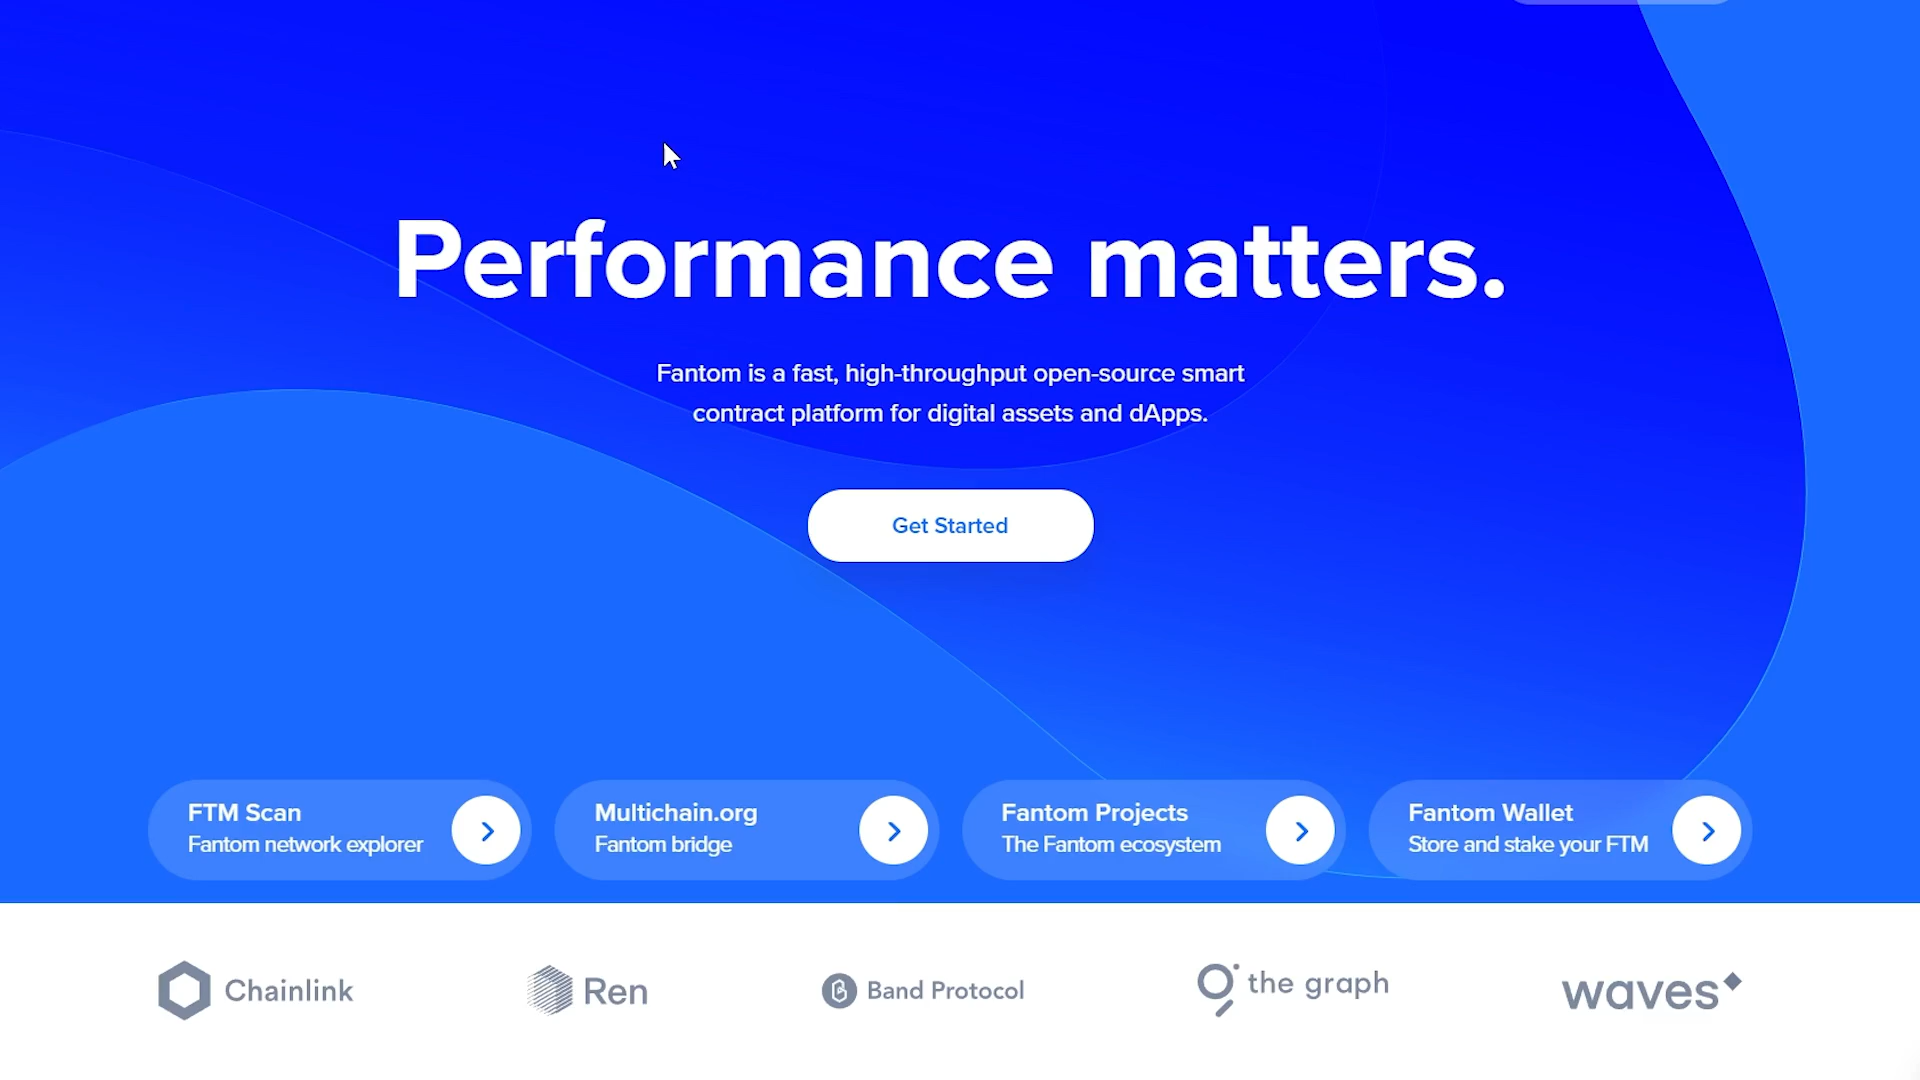 Performance matters.
Fantom is a fast, high-throughput open-source smart
contract platform for digital assets and dApps.
Get Started
FTM Scan
Fantom network explorer
Multichain.org
Fantom bridge
Fantom Projects
The Fantom ecosystem
Fantom Wallet
Store and stake your FTM
Chainlink
Ren
Band Protocol
the graph
waves